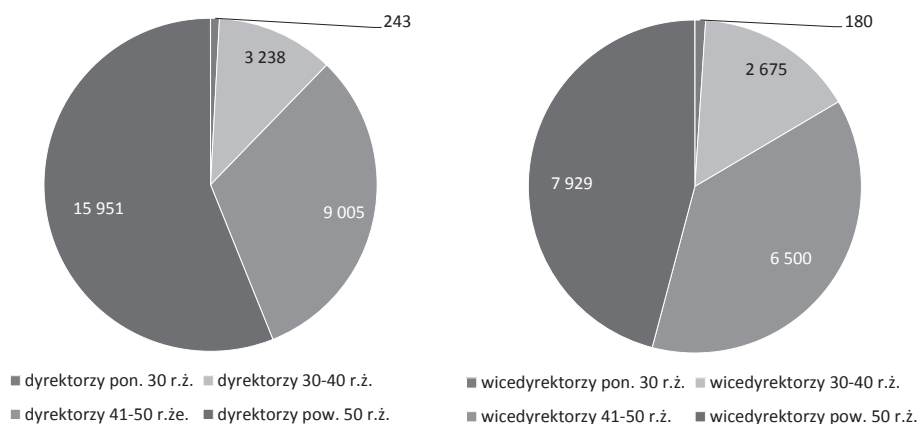 243
3 238
9 005
15 951
■ dyrektorzy pon. 30 r.ż. ■ dyrektorzy 30-40 r.ż.
■ dyrektorzy 41-50 r.że. ■ dyrektorzy pow. 50 r.ż.
180
2 675
6 500
7 929
■ wicedyrektorzy pon. 30 r.ż. ■ wicedyrektorzy 30-40 r.ż.
■ wicedyrektorzy 41-50 r.ż. ■ wicedyrektorzy pow. 50 r.ż.